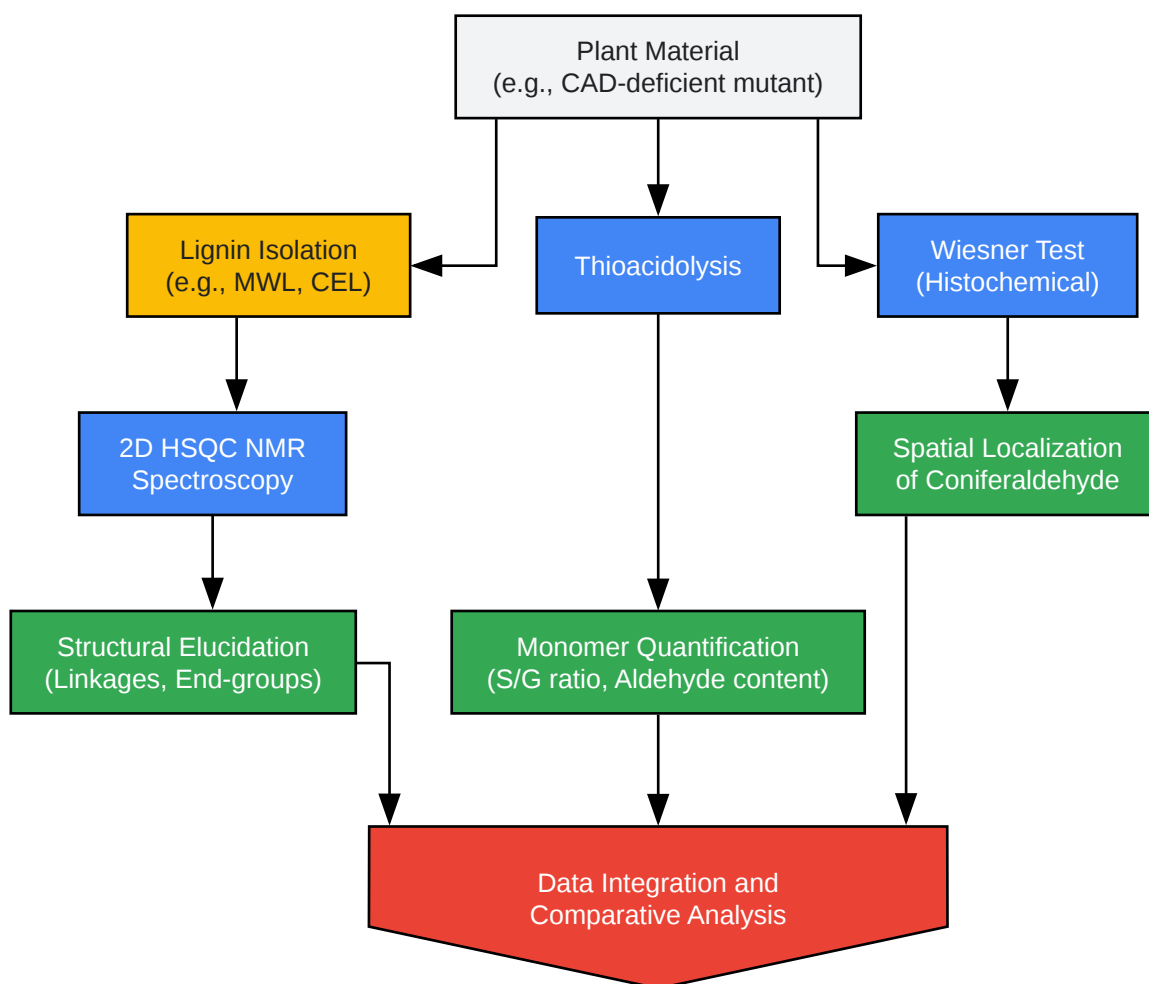 Plant Material
(e.g., CAD-deficient mutant)
Lignin Isolation
(e.g., MWL, CEL)
Thioacidolysis
Wiesner Test
(Histochemical)
2D HSQC NMR
Spectroscopy
Spatial Localization
of Coniferaldehyde
Structural Elucidation
(Linkages, End-groups)
Monomer Quantification
(S/G ratio, Aldehyde content)
Data Integration and
Comparative Analysis